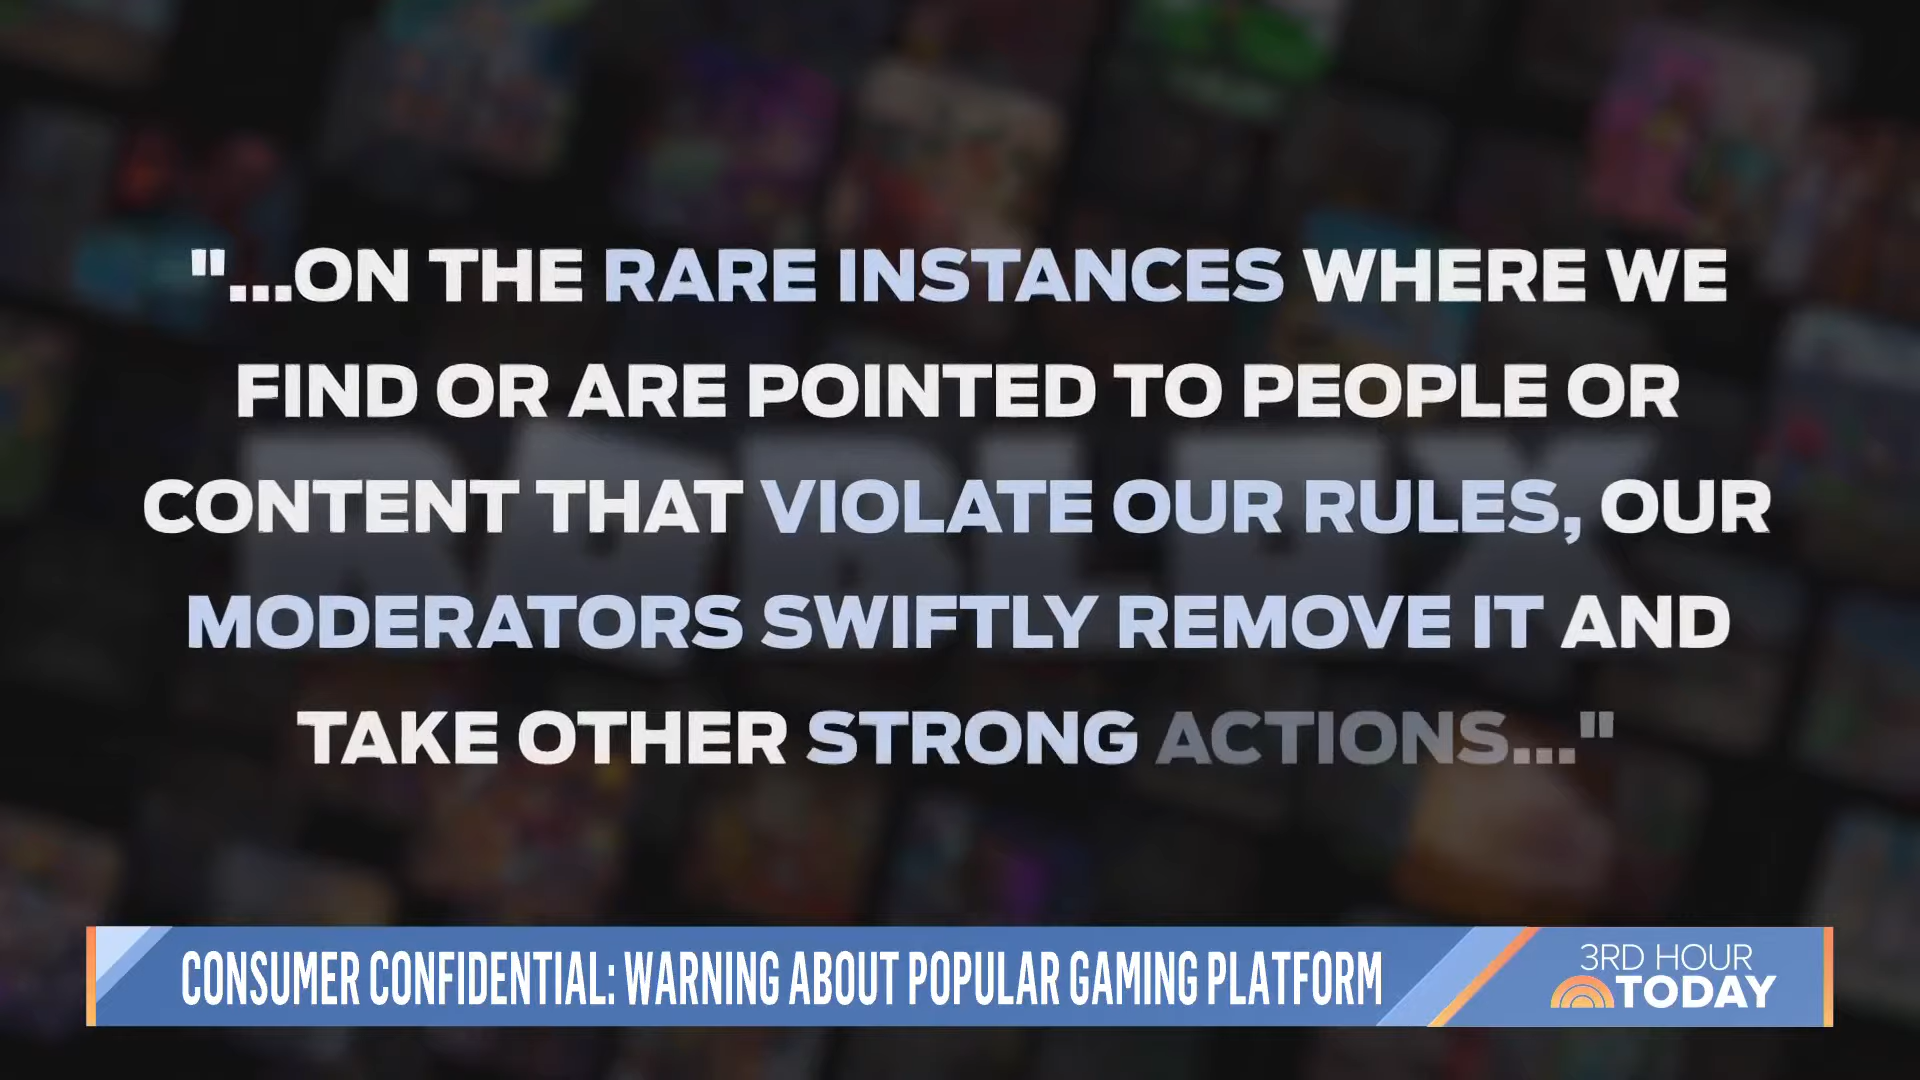 "...ON THE RARE INSTANCES WHERE WE
FIND OR ARE POINTED TO PEOPLE OR
CONTENT THAT VIOLATE OUR RULES, OUR
MODERATORS SWIFTLY REMOVE IT AND
TAKE OTHER STRONG ACTIONS..."
ROBLOX
CONSUMER CONFIDENTIAL: WARNING ABOUT POPULAR GAMING PLATFORM
3RD HOUR
TODAY